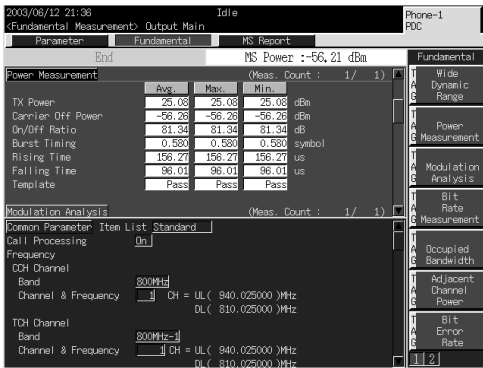 2003/06/12 21:36 Idle Phone-1
<Fundamental Measurement> Output Main PDC
Parameter Fundamental MS Report
End MS Power :-56.21 dBm Fundamental
Power Measurement (Meas. Count : 1/ 1)
Avg. Max. Min.
TX Power 25.08 25.08 25.08 dBm
Carrier Off Power -56.26 -56.26 -56.26 dBm
On/Off Ratio 81.34 81.34 81.34 dB
Burst Timing 0.580 0.580 0.580 symbol
Rising Time 156.27 156.27 156.27 us
Falling Time 96.01 96.01 96.01 us
Template Pass Pass Pass
Modulation Analysis (Meas. Count : 1/ 1)
Common Parameter Item List Standard
Call Processing On
Frequency
CCH Channel
Band 800MHz
Channel & Frequency 1 CH = UL( 940.025000 )MHz
DL( 810.025000 )MHz
TCH Channel
Band 800MHz-1
Channel & Frequency 1 CH = UL( 940.025000 )MHz
DL( 810.025000 )MHz
TAG Wide Dynamic Range
TAG Power Measurement
TAG Modulation Analysis
TAG Bit Rate Measurement
TAG Occupied Bandwidth
TAG Adjacent Channel Power
TAG Bit Error Rate
1 2